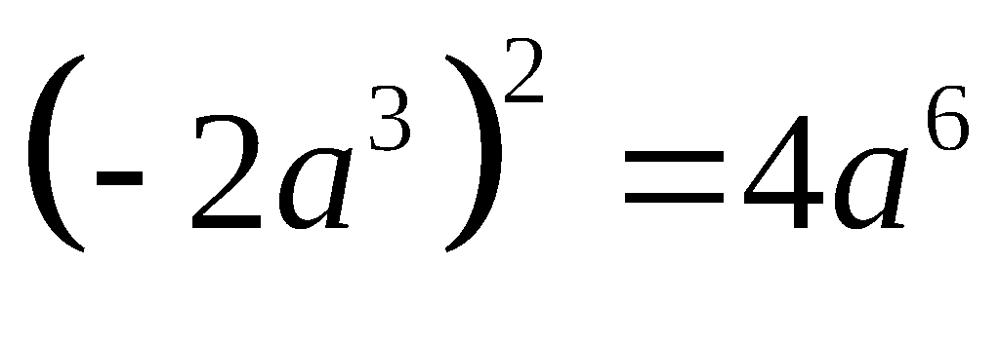 (-2a³)² =4a⁶